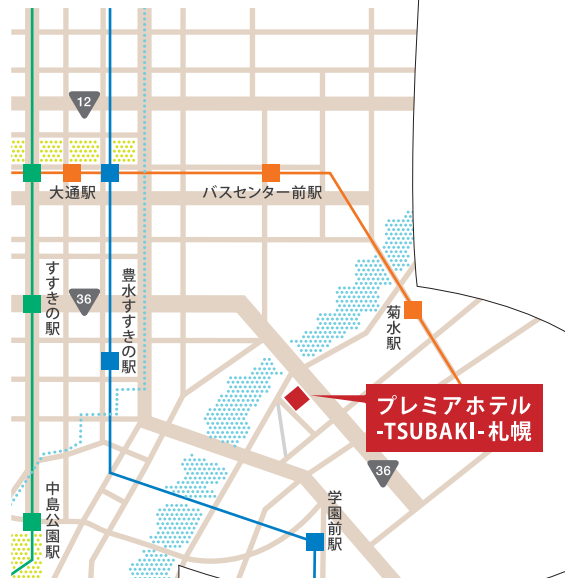 12
大通駅
バスセンター前駅
すすきの駅
36
豊水すすきの駅
菊水駅
プレミアホテル
-TSUBAKI-札幌
36
中島公園駅
学園前駅